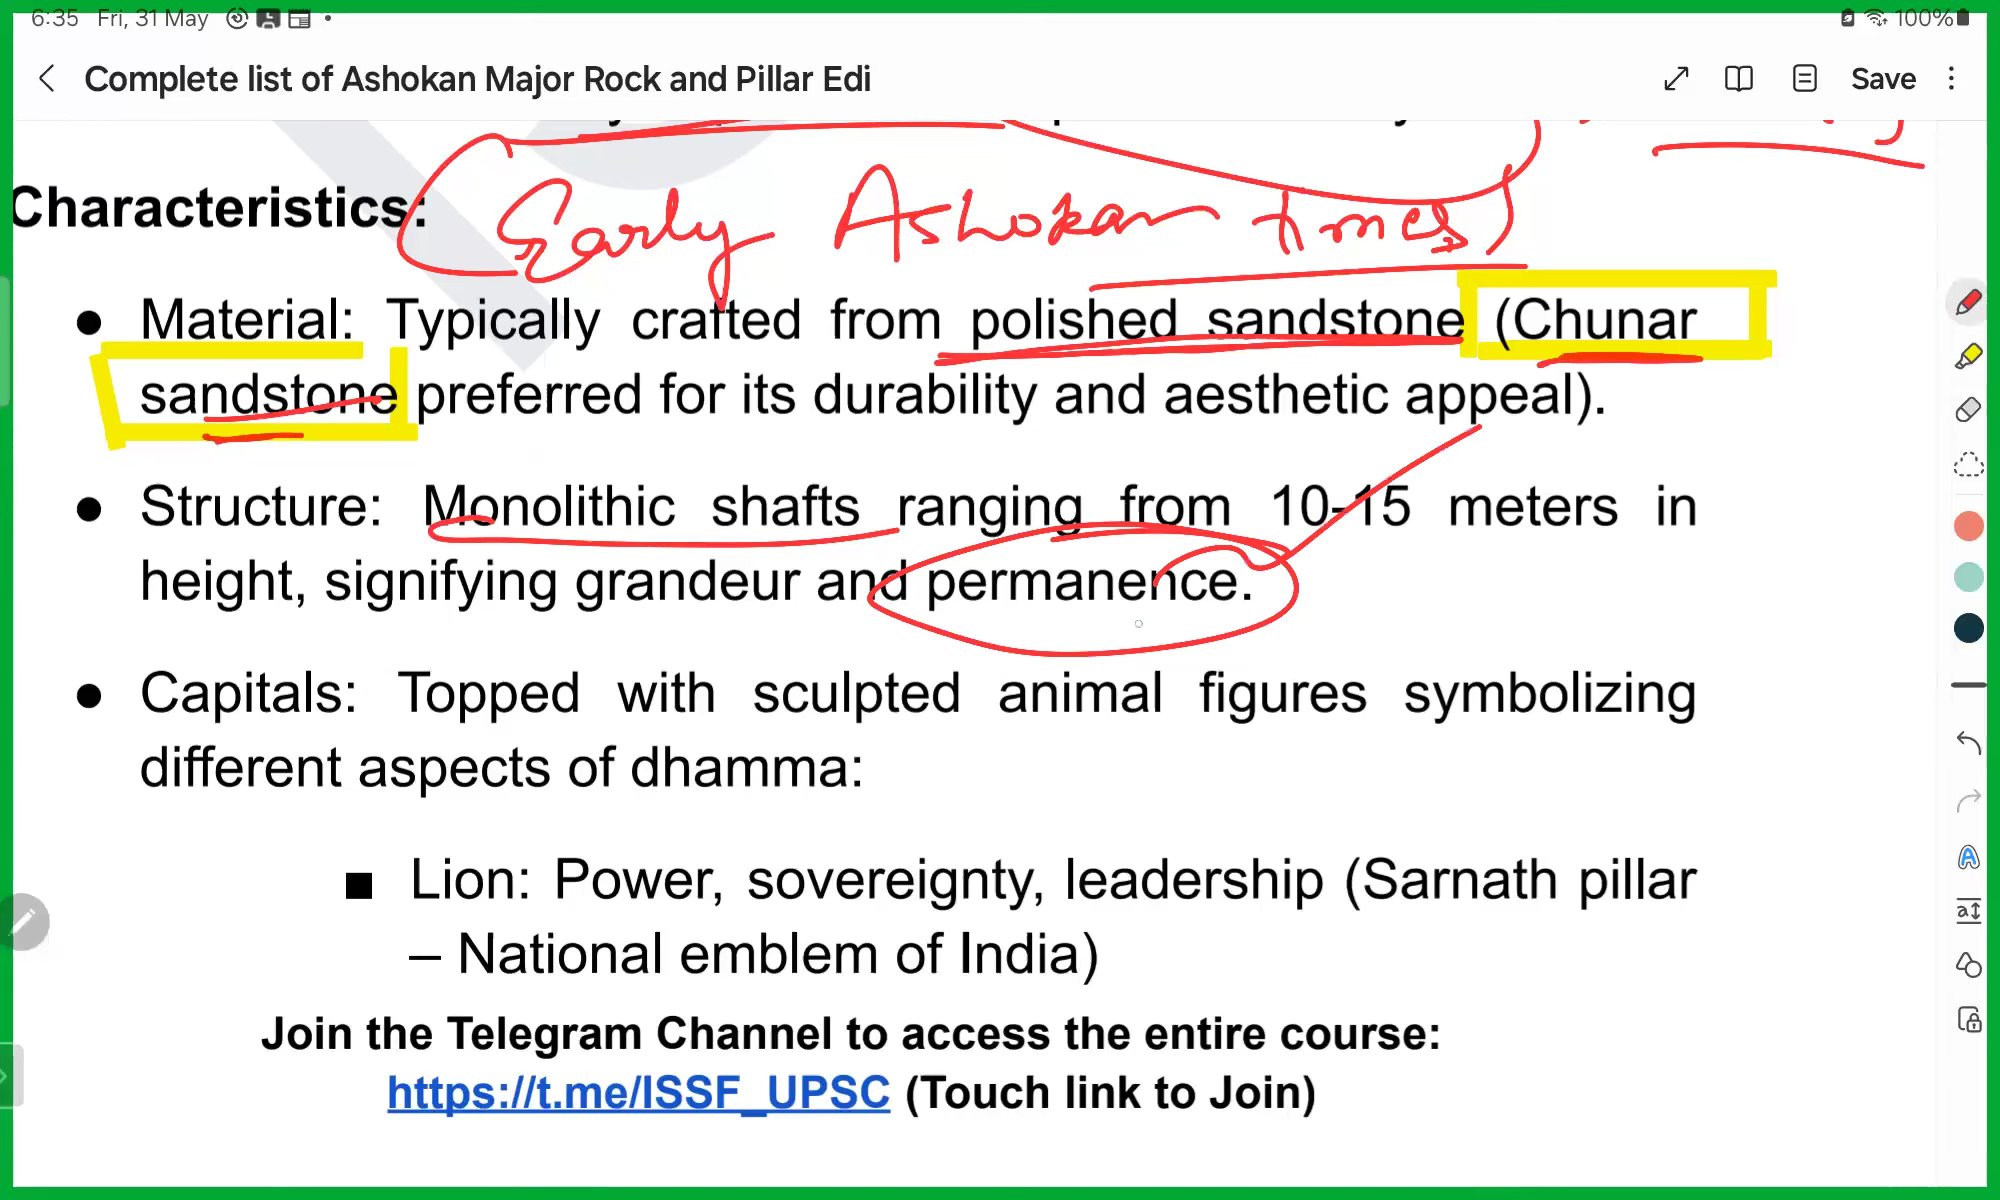 6:35 Fri, 31 May
100%
Complete list of Ashokan Major Rock and Pillar Edi
Save
Characteristics:
Early Ashokan times)
● Material: Typically crafted from polished sandstone (Chunar
sandstone preferred for its durability and aesthetic appeal).
● Structure: Monolithic shafts ranging from 10-15 meters in
height, signifying grandeur and permanence.
● Capitals: Topped with sculpted animal figures symbolizing
different aspects of dhamma:
■ Lion: Power, sovereignty, leadership (Sarnath pillar
– National emblem of India)
Join the Telegram Channel to access the entire course:
https://t.me/ISSF_UPSC (Touch link to Join)